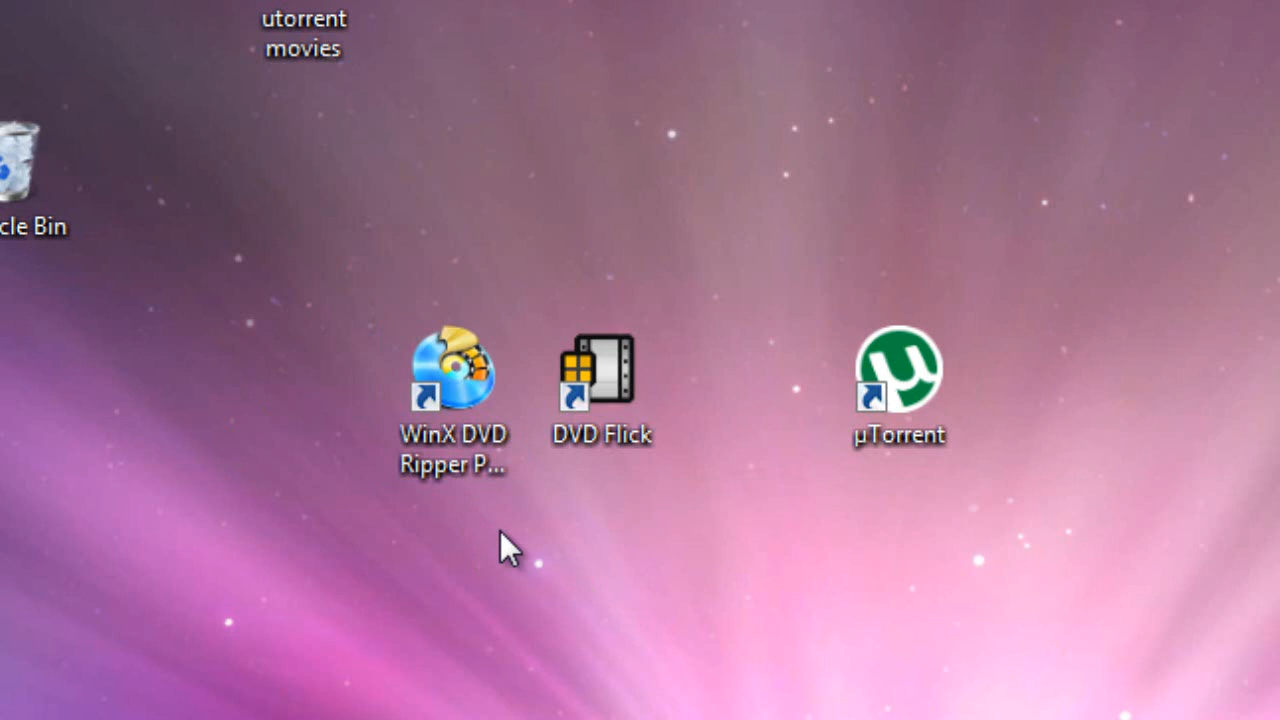 utorrent
movies
cle Bin
WinX DVD
Ripper P...
DVD Flick
µTorrent